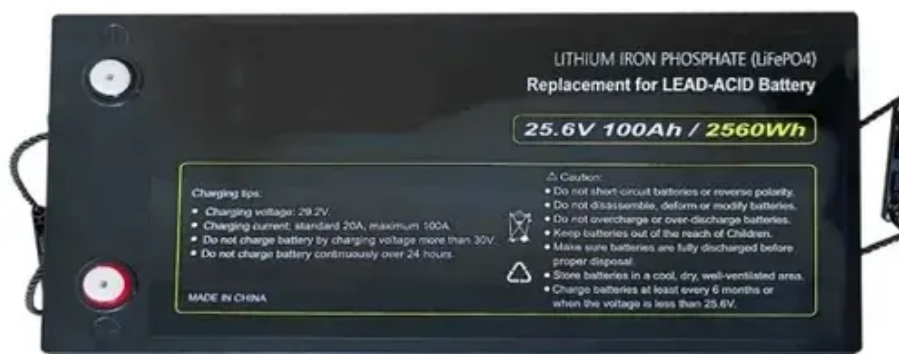 LITHIUM IRON PHOSPHATE (LiFePO4)
Replacement for LEAD-ACID Battery
25.6V 100Ah / 2560Wh
Charging tips:
• Charging voltage: 29.2V.
• Charging current: standard 20A, maximum 100A.
• Do not charge battery by charging voltage more than 30V.
• Do not charge battery continuously over 24 hours.
MADE IN CHINA
⚠ Caution:
• Do not short-circuit batteries or reverse polarity.
• Do not disassemble, deform or modify batteries.
• Do not overcharge or over-discharge batteries.
• Keep batteries out of the reach of Children.
• Make sure batteries are fully discharged before
proper disposal.
• Store batteries in a cool, dry, well-ventilated area.
• Charge batteries at least every 6 months or
when the voltage is less than 25.6V.